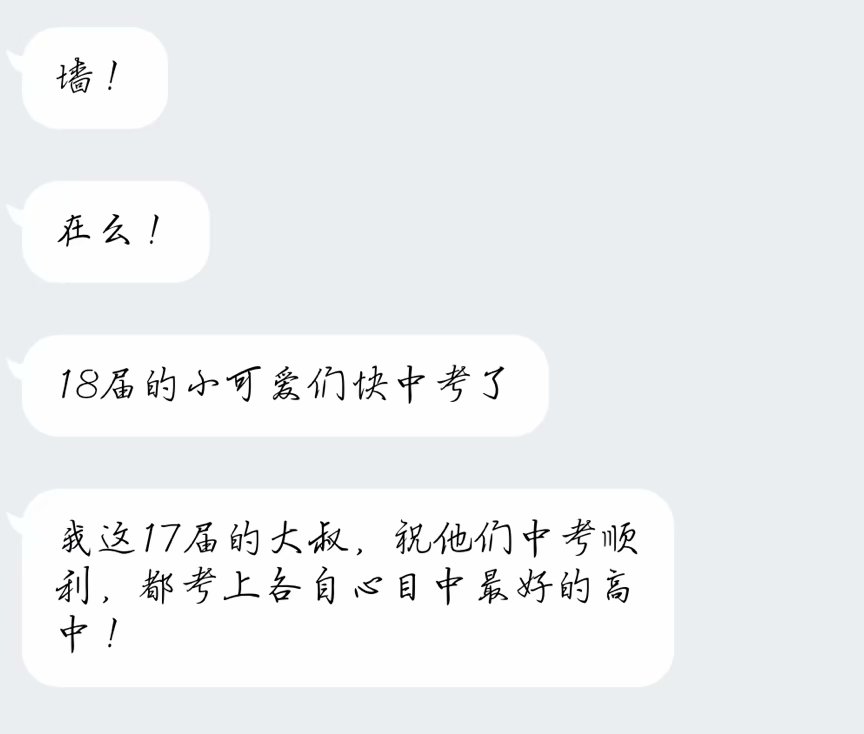 墙！
在么！
18届的小可爱们快中考了
我这17届的大叔，祝他们中考顺
利，都考上各自心目中最好的高
中！